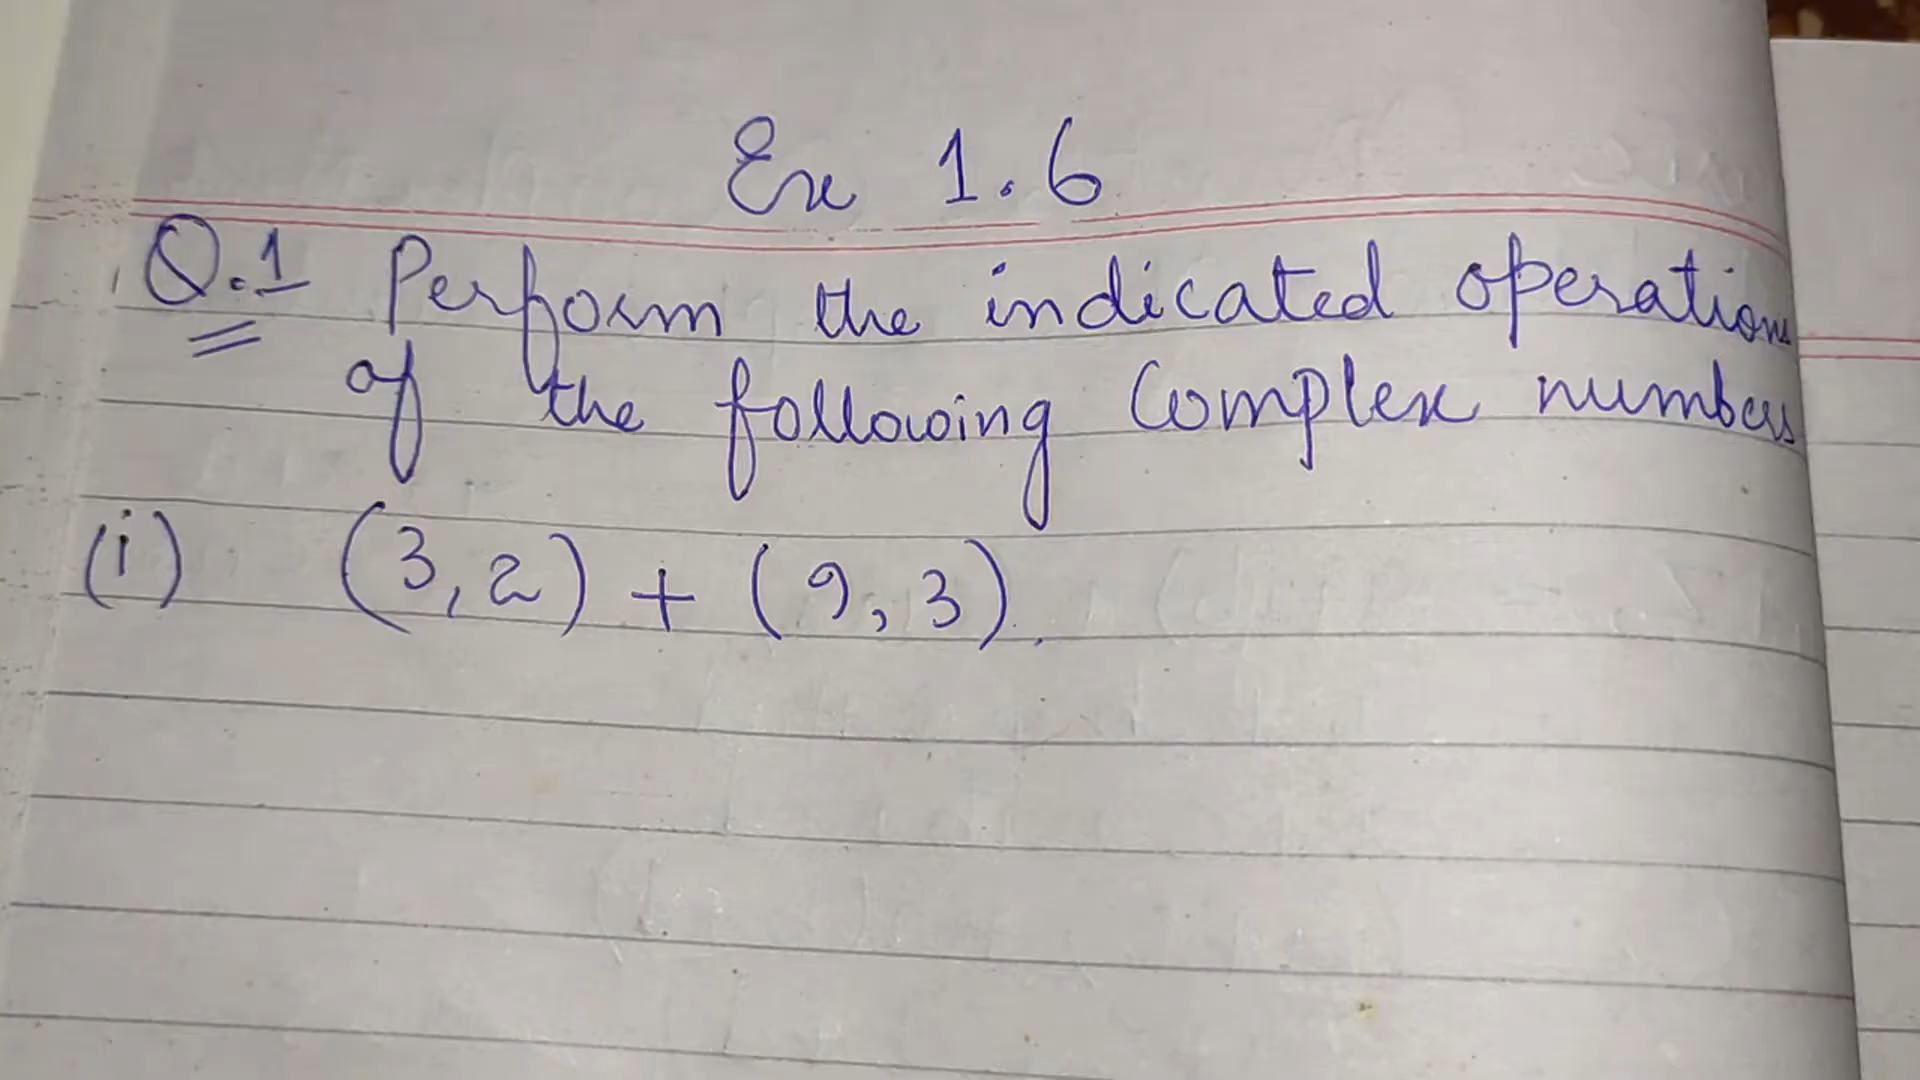 Ex 1.6
Q.1 Perform the indicated operations
of the following Complex numbers
(i) (3,2) + (9,3).